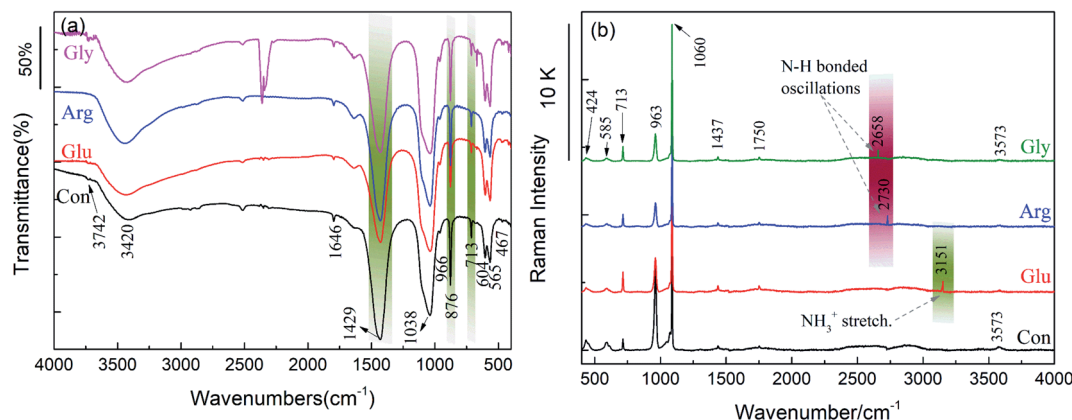 (a)
50%
Gly
Arg
Glu
Con
Transmittance(%)
3742
3420
1646
1429
1038
966
876
713
604
565
467
4000 3500 3000 2500 2000 1500 1000 500
Wavenumbers(cm-1)
(b)
10 K
1060
N-H bonded
oscillations
424
585
713
963
1437
1750
2658
3573
Gly
2730
Arg
3151
Glu
NH3+ stretch.
3573
Con
Raman Intensity
500 1000 1500 2000 2500 3000 3500 4000
Wavenumber/cm-1